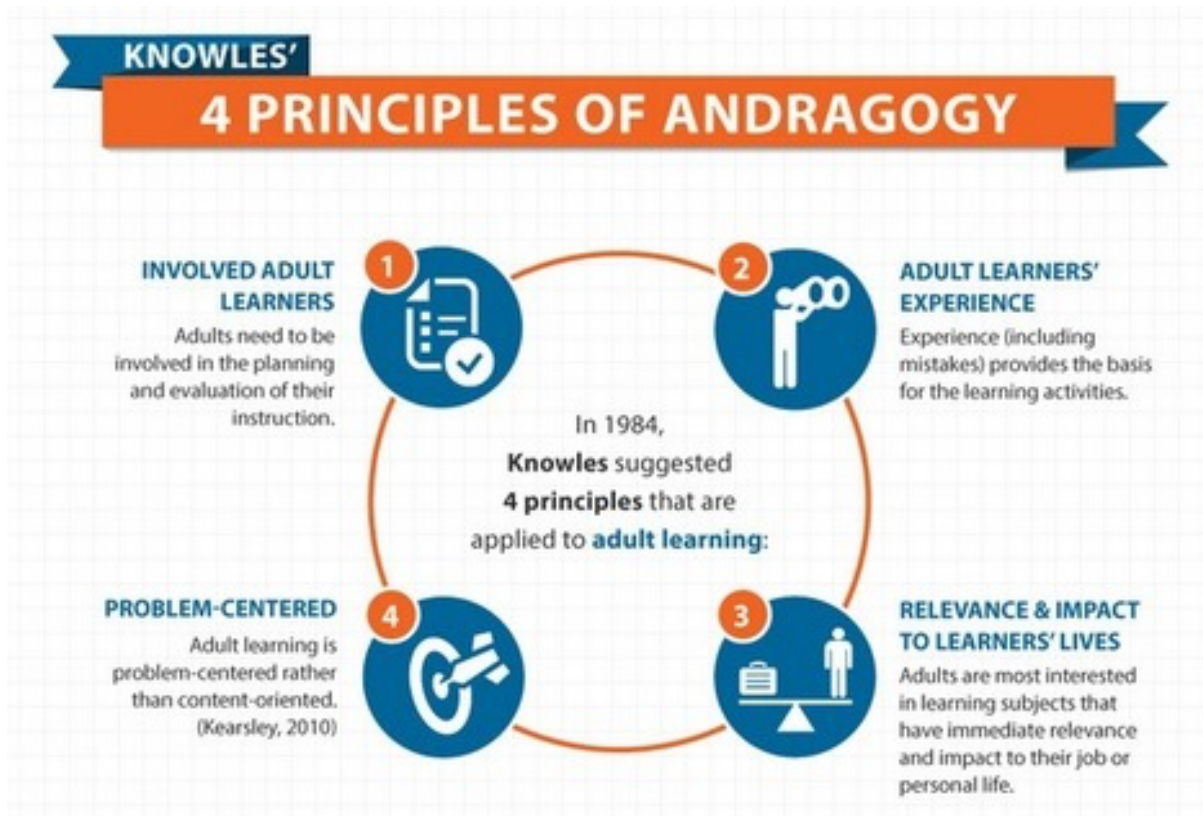 KNOWLES’
4 PRINCIPLES OF ANDRAGOGY
1
INVOLVED ADULT
LEARNERS
Adults need to be
involved in the planning
and evaluation of their
instruction.
2
ADULT LEARNERS’
EXPERIENCE
Experience (including
mistakes) provides the basis
for the learning activities.
In 1984,
Knowles suggested
4 principles that are
applied to adult learning:
3
RELEVANCE & IMPACT
TO LEARNERS’ LIVES
Adults are most interested
in learning subjects that
have immediate relevance
and impact to their job or
personal life.
4
PROBLEM-CENTERED
Adult learning is
problem-centered rather
than content-oriented.
(Kearsley, 2010)